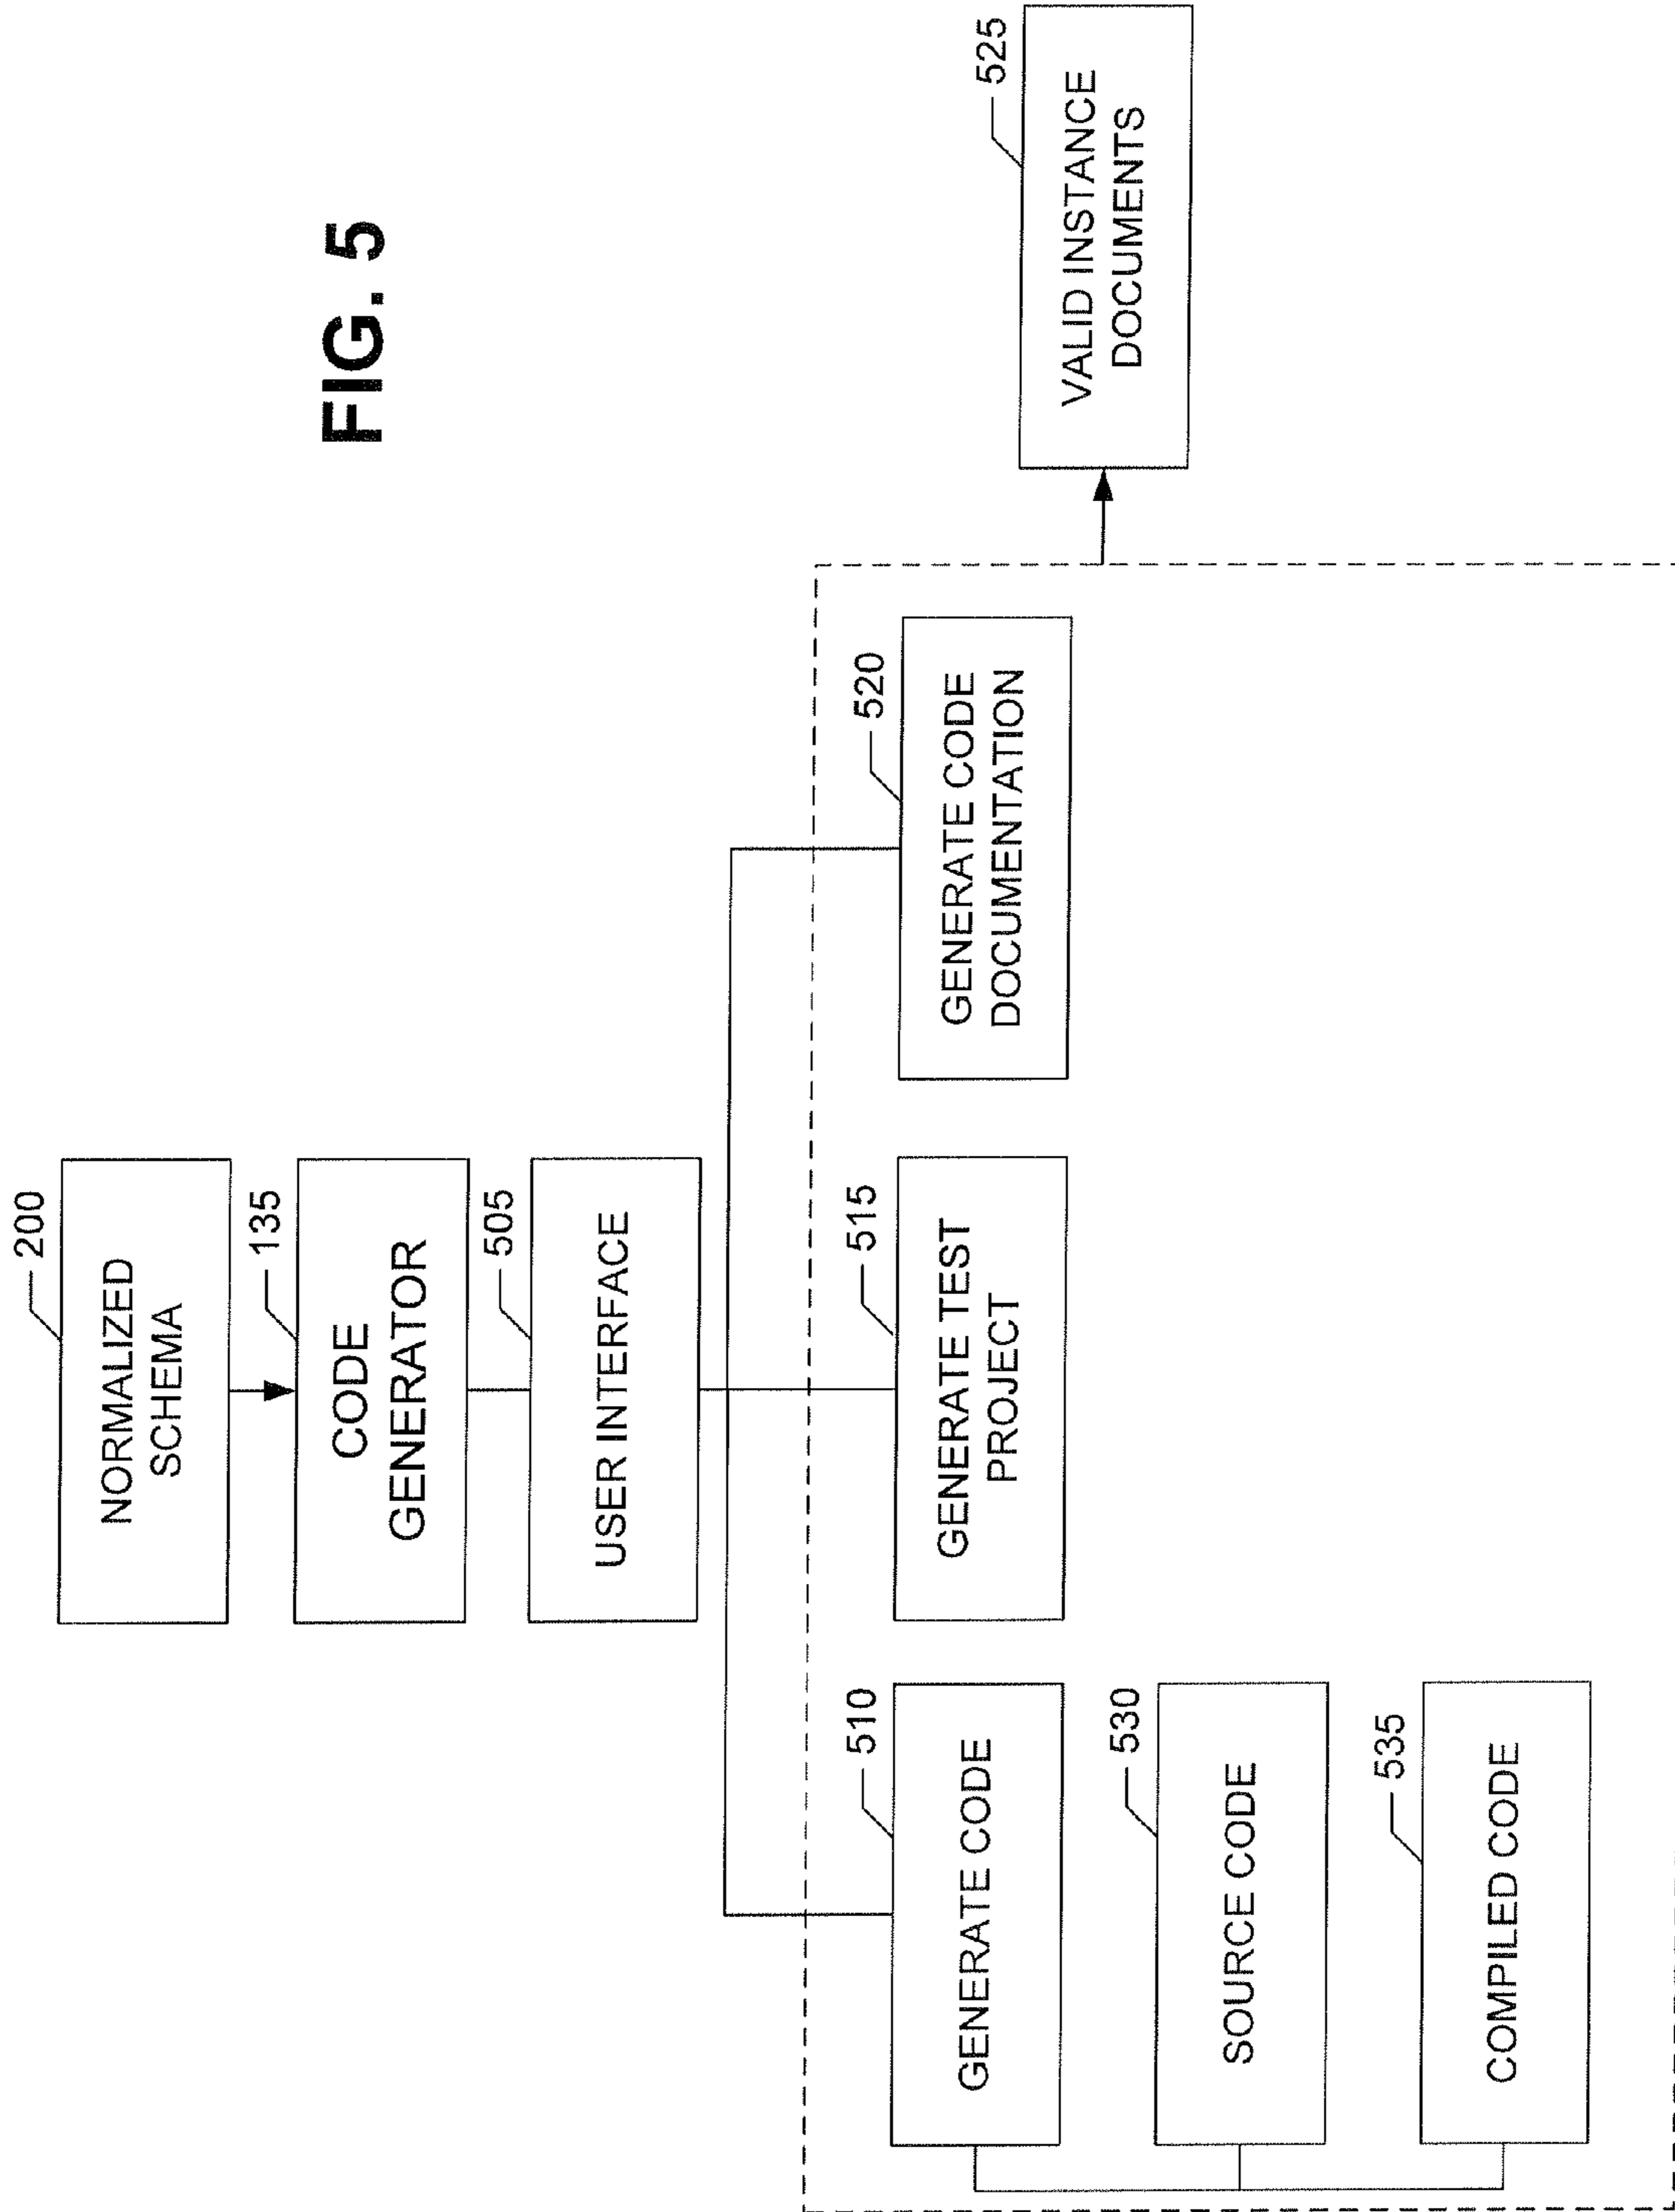 FIG. 5
200
NORMALIZED
SCHEMA
135
CODE
GENERATOR
505
USER INTERFACE
510
GENERATE CODE
515
GENERATE TEST
PROJECT
520
GENERATE CODE
DOCUMENTATION
525
VALID INSTANCE
DOCUMENTS
530
SOURCE CODE
535
COMPILED CODE